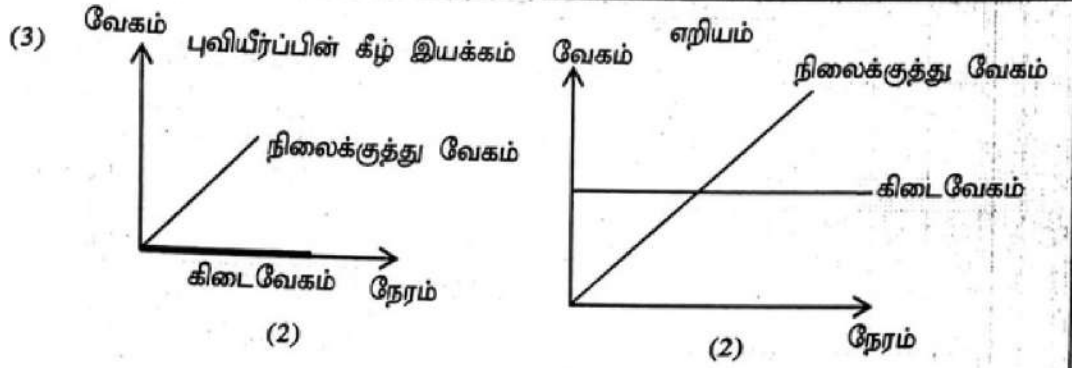 (3)
வேகம்
புவியீர்ப்பின் கீழ் இயக்கம்
நிலைக்குத்து வேகம்
கிடைவேகம்
நேரம்
(2)
எறியம்
வேகம்
நிலைக்குத்து வேகம்
கிடைவேகம்
நேரம்
(2)